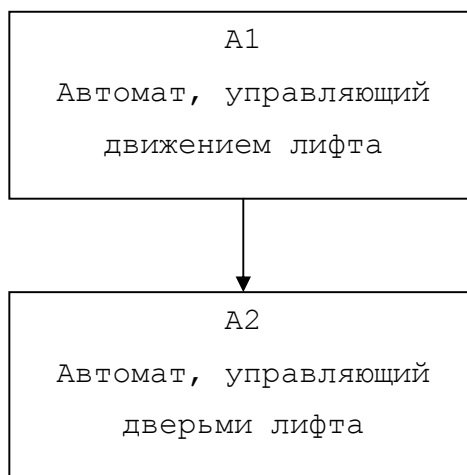 А1
Автомат, управляющий
движением лифта
А2
Автомат, управляющий
дверьми лифта